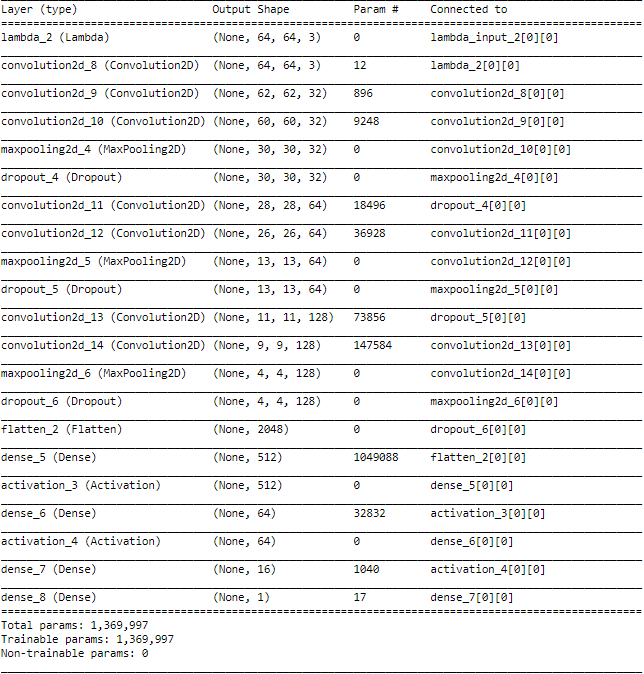 Layer (type) Output Shape Param # Connected to
lambda_2 (Lambda) (None, 64, 64, 3) 0 lambda_input_2[0][0]
convolution2d_8 (Convolution2D) (None, 64, 64, 3) 12 lambda_2[0][0]
convolution2d_9 (Convolution2D) (None, 62, 62, 32) 896 convolution2d_8[0][0]
convolution2d_10 (Convolution2D) (None, 60, 60, 32) 9248 convolution2d_9[0][0]
maxpooling2d_4 (MaxPooling2D) (None, 30, 30, 32) 0 convolution2d_10[0][0]
dropout_4 (Dropout) (None, 30, 30, 32) 0 maxpooling2d_4[0][0]
convolution2d_11 (Convolution2D) (None, 28, 28, 64) 18496 dropout_4[0][0]
convolution2d_12 (Convolution2D) (None, 26, 26, 64) 36928 convolution2d_11[0][0]
maxpooling2d_5 (MaxPooling2D) (None, 13, 13, 64) 0 convolution2d_12[0][0]
dropout_5 (Dropout) (None, 13, 13, 64) 0 maxpooling2d_5[0][0]
convolution2d_13 (Convolution2D) (None, 11, 11, 128) 73856 dropout_5[0][0]
convolution2d_14 (Convolution2D) (None, 9, 9, 128) 147584 convolution2d_13[0][0]
maxpooling2d_6 (MaxPooling2D) (None, 4, 4, 128) 0 convolution2d_14[0][0]
dropout_6 (Dropout) (None, 4, 4, 128) 0 maxpooling2d_6[0][0]
flatten_2 (Flatten) (None, 2048) 0 dropout_6[0][0]
dense_5 (Dense) (None, 512) 1049088 flatten_2[0][0]
activation_3 (Activation) (None, 512) 0 dense_5[0][0]
dense_6 (Dense) (None, 64) 32832 activation_3[0][0]
activation_4 (Activation) (None, 64) 0 dense_6[0][0]
dense_7 (Dense) (None, 16) 1040 activation_4[0][0]
dense_8 (Dense) (None, 1) 17 dense_7[0][0]
Total params: 1,369,997
Trainable params: 1,369,997
Non-trainable params: 0